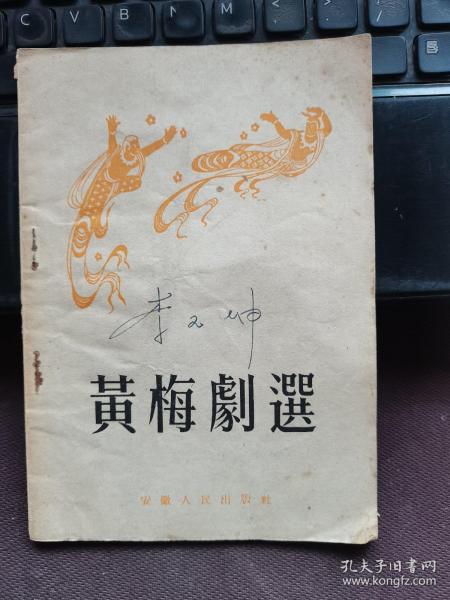 C V B N M
李
黃梅劇選
安徽人民出版社
孔夫子旧书网
www.kongfz.com